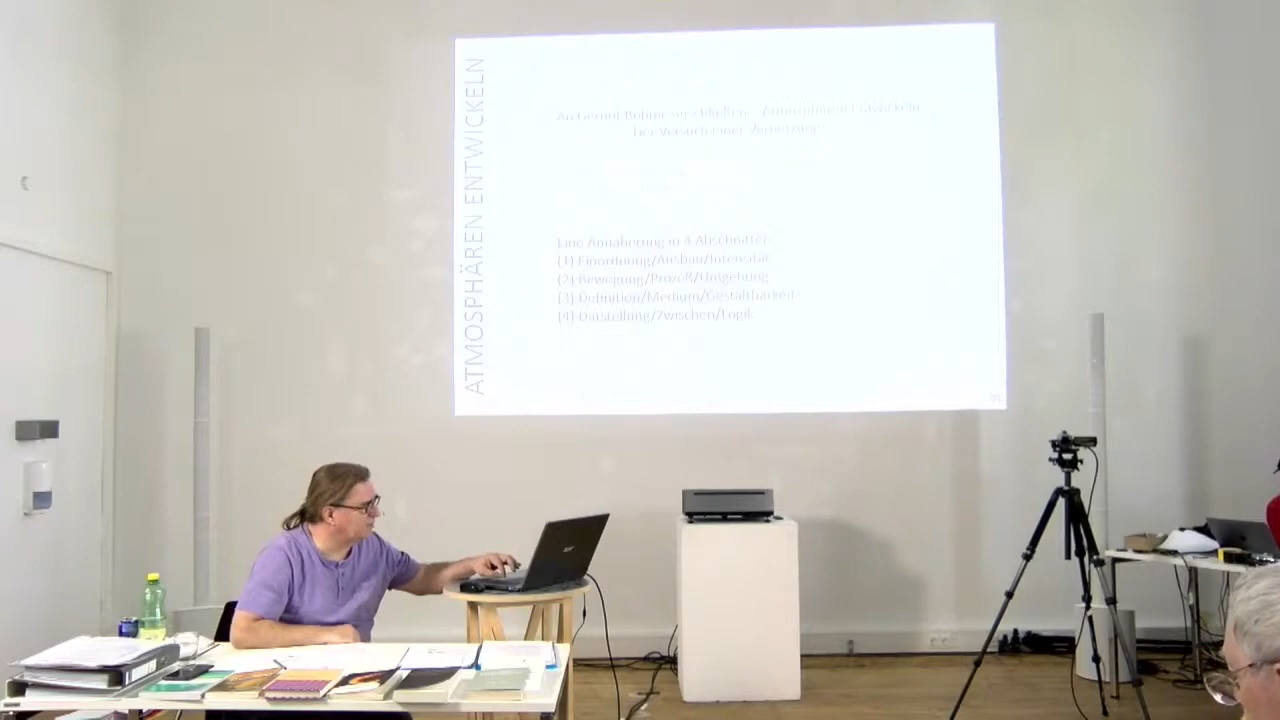 ATMOSPHÄREN ENTWICKELN
An Gernot Böhme anschließen: Atmosphären Entwickeln
Der Versuch einer Vernetzung
Eine Annäherung in 4 Abschnitten
(1) Einordnung/Ausbau/Intensität
(2) Bewegung/Prozeß/Umgebung
(3) Definition/Medium/Gestaltbarkeit
(4) Darstellung/Zwischen/Logik
acer